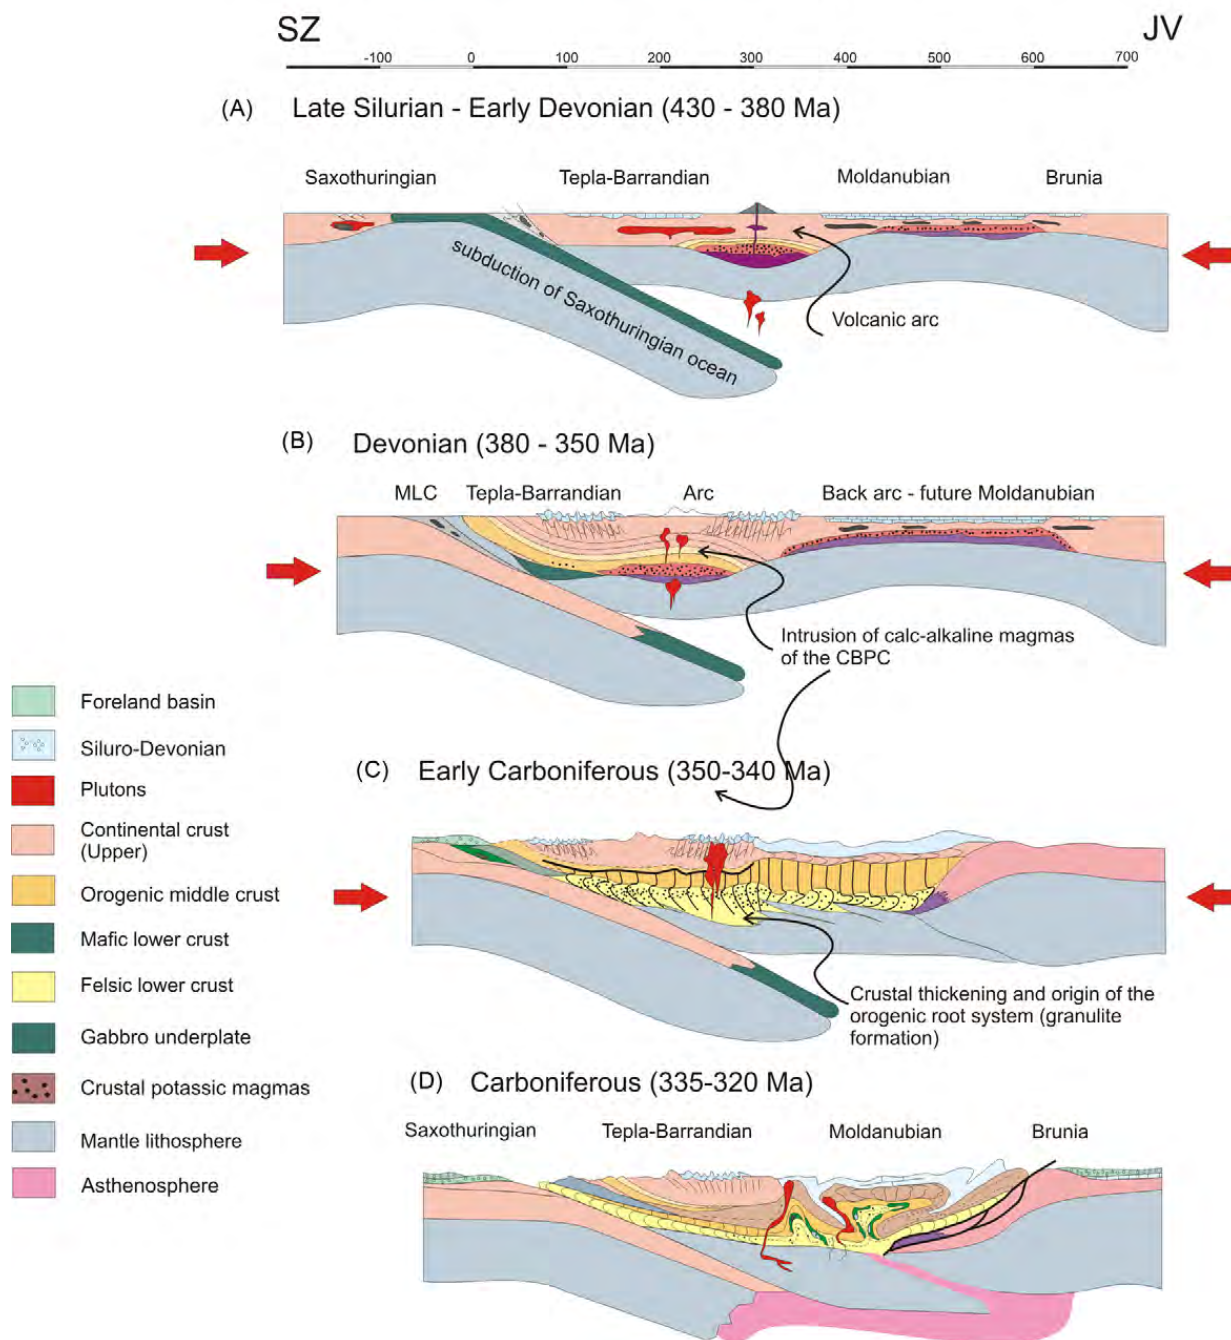 SZ
JV
-100 0 100 200 300 400 500 600 700
(A) Late Silurian - Early Devonian (430 - 380 Ma)
Saxothuringian Tepla-Barrandian Moldanubian Brunia
subduction of Saxothuringian ocean
Volcanic arc
(B) Devonian (380 - 350 Ma)
MLC Tepla-Barrandian Arc Back arc - future Moldanubian
Intrusion of calc-alkaline magmas
of the CBPC
(C) Early Carboniferous (350-340 Ma)
Crustal thickening and origin of the
orogenic root system (granulite
formation)
(D) Carboniferous (335-320 Ma)
Saxothuringian Tepla-Barrandian Moldanubian Brunia
Foreland basin
Siluro-Devonian
Plutons
Continental crust
(Upper)
Orogenic middle crust
Mafic lower crust
Felsic lower crust
Gabbro underplate
Crustal potassic magmas
Mantle lithosphere
Asthenosphere